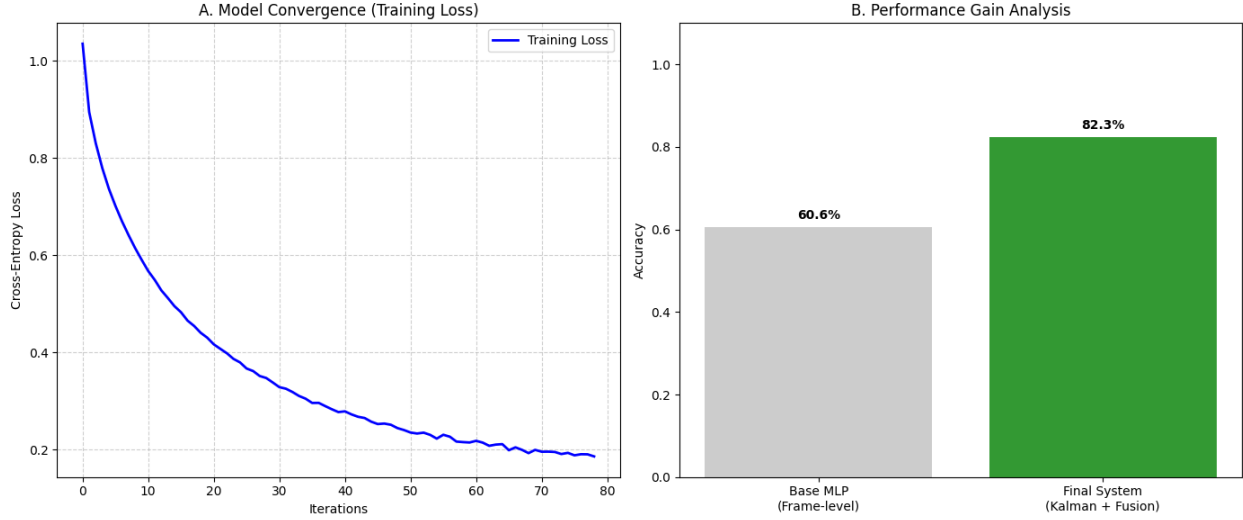 A. Model Convergence (Training Loss)
Training Loss
Cross-Entropy Loss
1.0
0.8
0.6
0.4
0.2
0 10 20 30 40 50 60 70 80
Iterations
B. Performance Gain Analysis
Accuracy
1.0
0.8
0.6
0.4
0.2
0.0
60.6%
82.3%
Base MLP
(Frame-level)
Final System
(Kalman + Fusion)